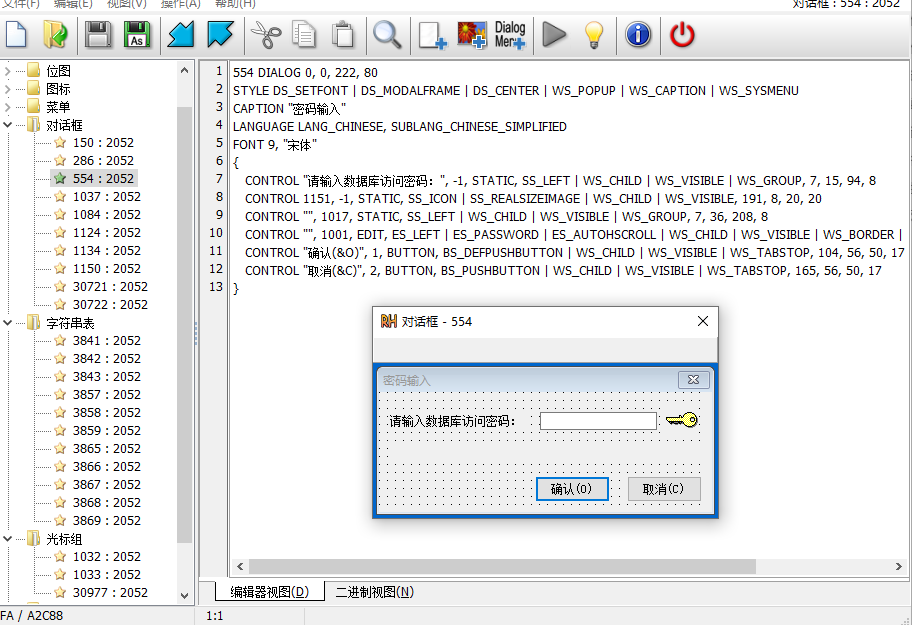 文件(F) 编辑(E) 视图(V) 操作(A) 帮助(H)
对话框 : 554 : 2052
As
Dialog
Mer
位图
图标
菜单
对话框
150 : 2052
286 : 2052
554 : 2052
1037 : 2052
1084 : 2052
1124 : 2052
1134 : 2052
1150 : 2052
30721 : 2052
30722 : 2052
字符串表
3841 : 2052
3842 : 2052
3843 : 2052
3857 : 2052
3858 : 2052
3859 : 2052
3865 : 2052
3866 : 2052
3867 : 2052
3868 : 2052
3869 : 2052
光标组
1032 : 2052
1033 : 2052
30977 : 2052
1 554 DIALOG 0, 0, 222, 80
2 STYLE DS_SETFONT | DS_MODALFRAME | DS_CENTER | WS_POPUP | WS_CAPTION | WS_SYSMENU
3 CAPTION "密码输入"
4 LANGUAGE LANG_CHINESE, SUBLANG_CHINESE_SIMPLIFIED
5 FONT 9, "宋体"
6 {
7 CONTROL "请输入数据库访问密码：", -1, STATIC, SS_LEFT | WS_CHILD | WS_VISIBLE | WS_GROUP, 7, 15, 94, 8
8 CONTROL 1151, -1, STATIC, SS_ICON | SS_REALSIZEIMAGE | WS_CHILD | WS_VISIBLE, 191, 8, 20, 20
9 CONTROL "", 1017, STATIC, SS_LEFT | WS_CHILD | WS_VISIBLE | WS_GROUP, 7, 36, 208, 8
10 CONTROL "", 1001, EDIT, ES_LEFT | ES_PASSWORD | ES_AUTOHSCROLL | WS_CHILD | WS_VISIBLE | WS_BORDER |
11 CONTROL "确认(&O)", 1, BUTTON, BS_DEFPUSHBUTTON | WS_CHILD | WS_VISIBLE | WS_TABSTOP, 104, 56, 50, 17
12 CONTROL "取消(&C)", 2, BUTTON, BS_PUSHBUTTON | WS_CHILD | WS_VISIBLE | WS_TABSTOP, 165, 56, 50, 17
13 }
RH 对话框 - 554
密码输入
请输入数据库访问密码：
确认(O) 取消(C)
编辑器视图(D) 二进制视图(N)
FA / A2C88 1:1